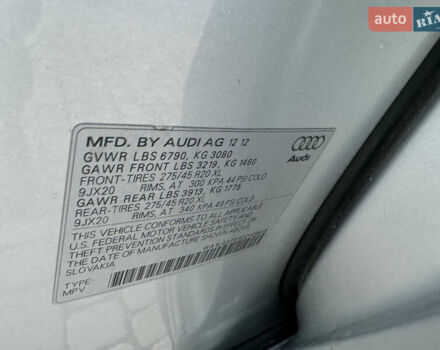 auto RIA
MFD. BY AUDI AG 12 12
GVWR LBS 6790, KG 3080
GAWR FRONT LBS 3219, KG 1460
FRONT-TIRES 275/45 R20 XL
9JX20 RIMS, AT 300 KPA 44 PSI COLD
GAWR REAR LBS 3913, KG 1775
REAR-TIRES 275/45 R20 XL
9JX20 RIMS, AT 340 KPA 49 PSI COLD
THIS VEHICLE CONFORMS TO ALL APPLICABLE
U.S. FEDERAL MOTOR VEHICLE SAFETY AND
THEFT PREVENTION STANDARDS IN EFFECT ON
THE DATE OF MANUFACTURE SHOWN ABOVE.
SLOVAKIA
TYPE:
MPV
Audi